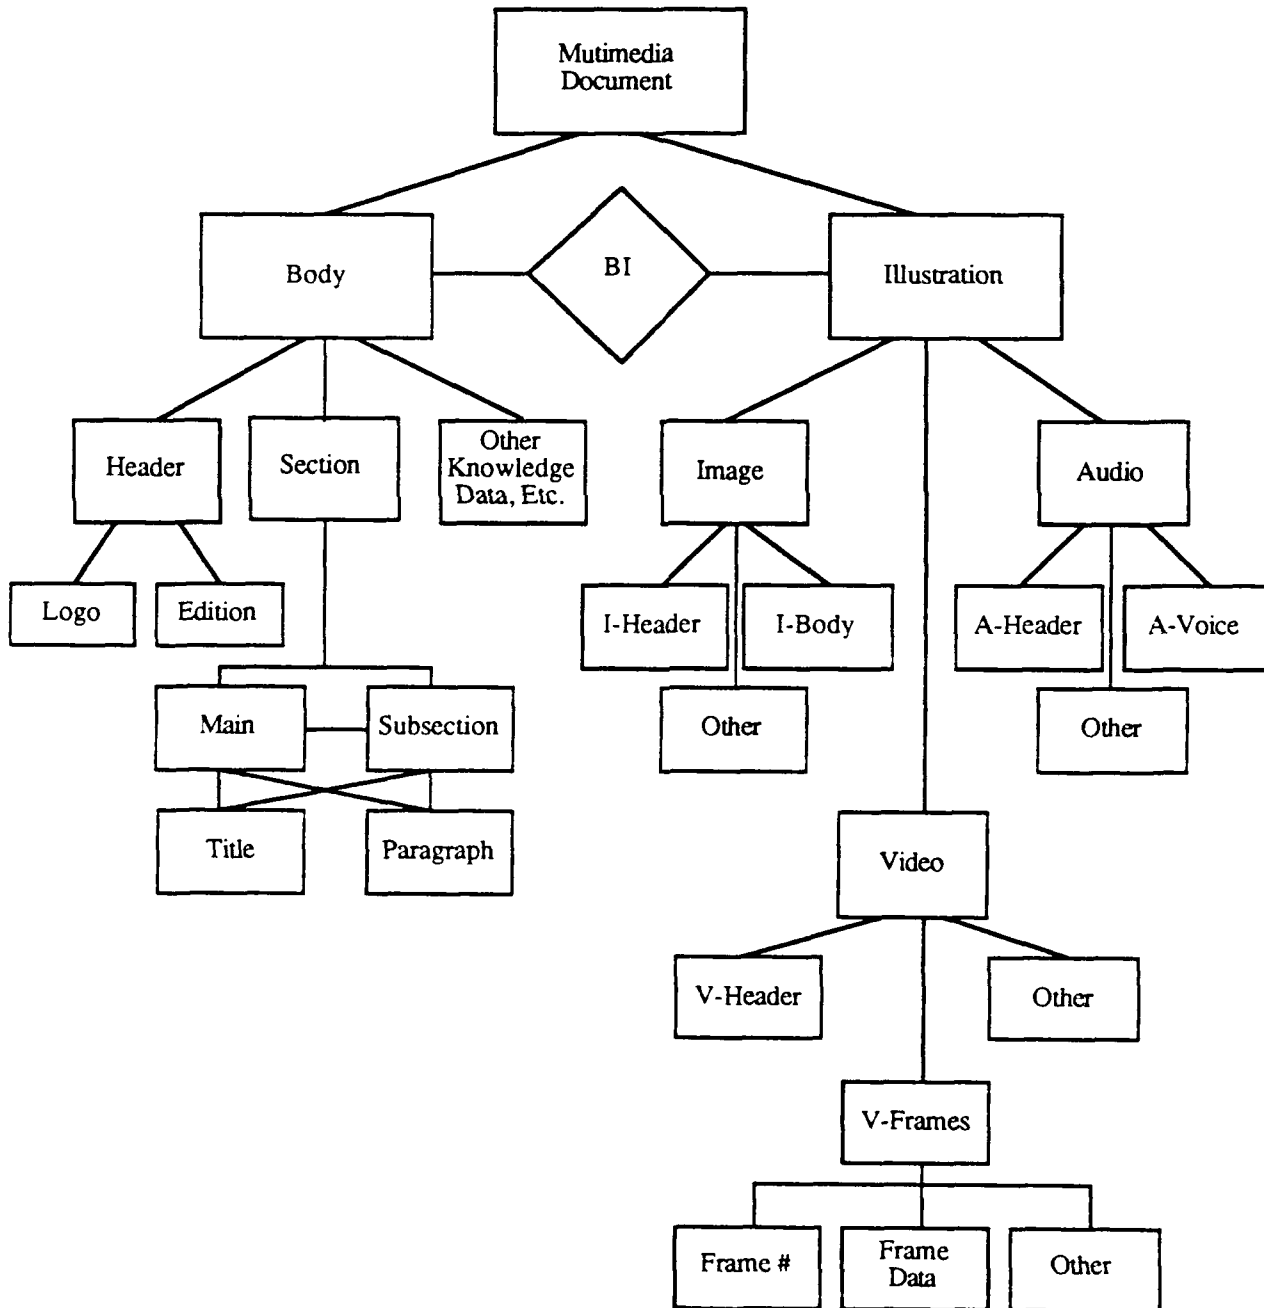 Mutimedia
Document
Body
BI
Illustration
Header
Section
Other
Knowledge
Data, Etc.
Image
Audio
Logo
Edition
I-Header
I-Body
A-Header
A-Voice
Main
Subsection
Other
Other
Title
Paragraph
Video
V-Header
Other
V-Frames
Frame #
Frame
Data
Other